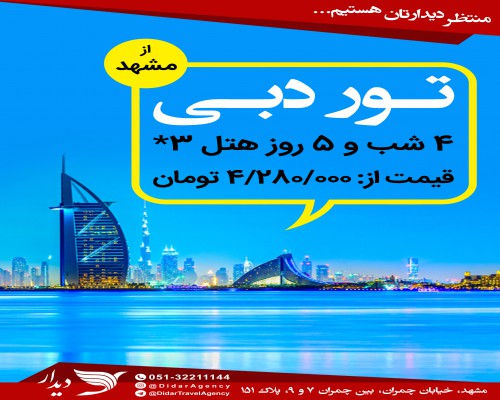 منتظر دیدارتان هستیم...
از
مشهد
تور دبی
۴ شب و ۵ روز هتل ۳*
قیمت از: ۴/۲۸۰/۰۰۰ تومان
دیدار
051-32211144
@DidarAgency
@DidarTravelAgency
مشهد، خیابان چمران، بین چمران ۷ و ۹، پلاک ۱۵۱